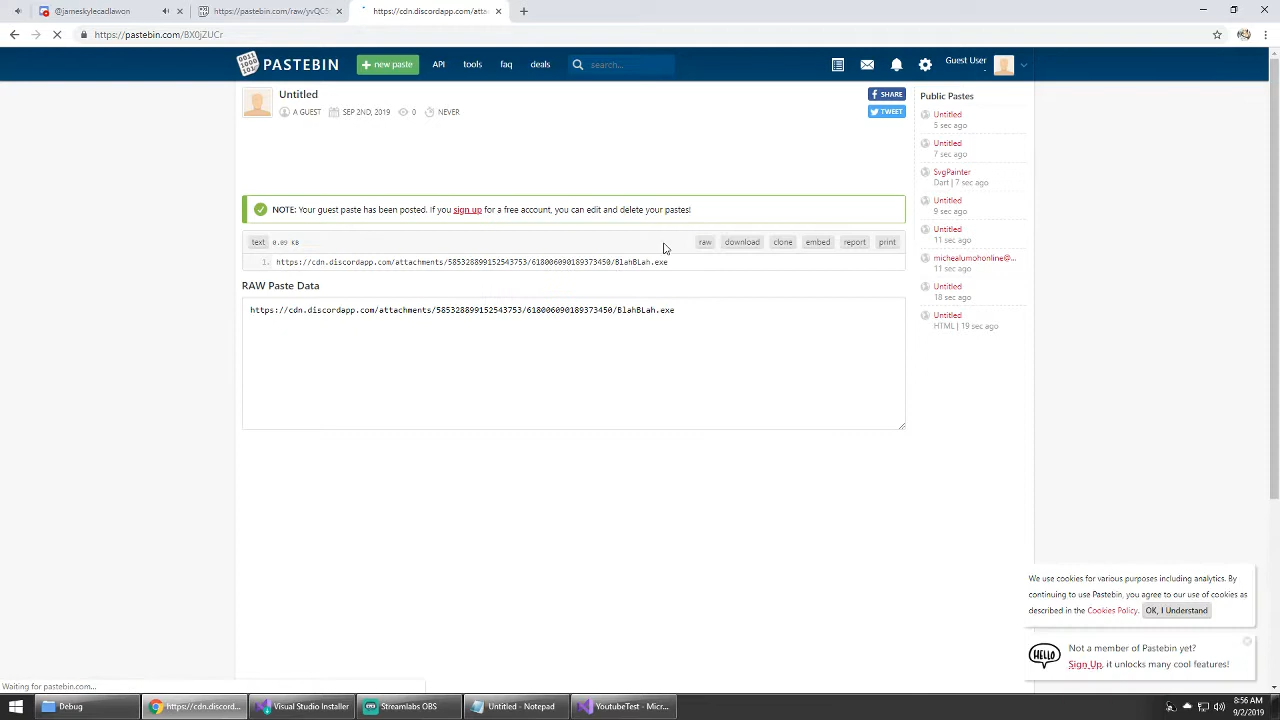 @jameskylecadlawon
https://pastebin.com/raw/yvQC5
https://cdn.discordapp.com/atta
https://pastebin.com/BX0jZUCr
PASTEBIN
new paste
API
tools
faq
deals
search...
Guest User
-
Untitled
A GUEST
SEP 2ND, 2019
0
NEVER
SHARE
TWEET
NOTE: Your guest paste has been posted. If you sign up for a free account, you can edit and delete your pastes!
text 0.09 KB
raw
download
clone
embed
report
print
1. https://cdn.discordapp.com/attachments/585328899152543753/618006090189373450/BlahBLah.exe
RAW Paste Data
https://cdn.discordapp.com/attachments/585328899152543753/618006090189373450/BlahBLah.exe
Public Pastes
Untitled
5 sec ago
Untitled
7 sec ago
SvgPainter
Dart | 7 sec ago
Untitled
9 sec ago
Untitled
11 sec ago
michealumohonline@...
11 sec ago
Untitled
18 sec ago
Untitled
HTML | 19 sec ago
We use cookies for various purposes including analytics. By
continuing to use Pastebin, you agree to our use of cookies as
described in the Cookies Policy. OK, I Understand
HELLO
Not a member of Pastebin yet?
Sign Up, it unlocks many cool features!
Waiting for pastebin.com...
Debug
https://cdn.discord...
Visual Studio Installer
Streamlabs OBS
Untitled - Notepad
YoutubeTest - Micr...
8:56 AM
9/2/2019